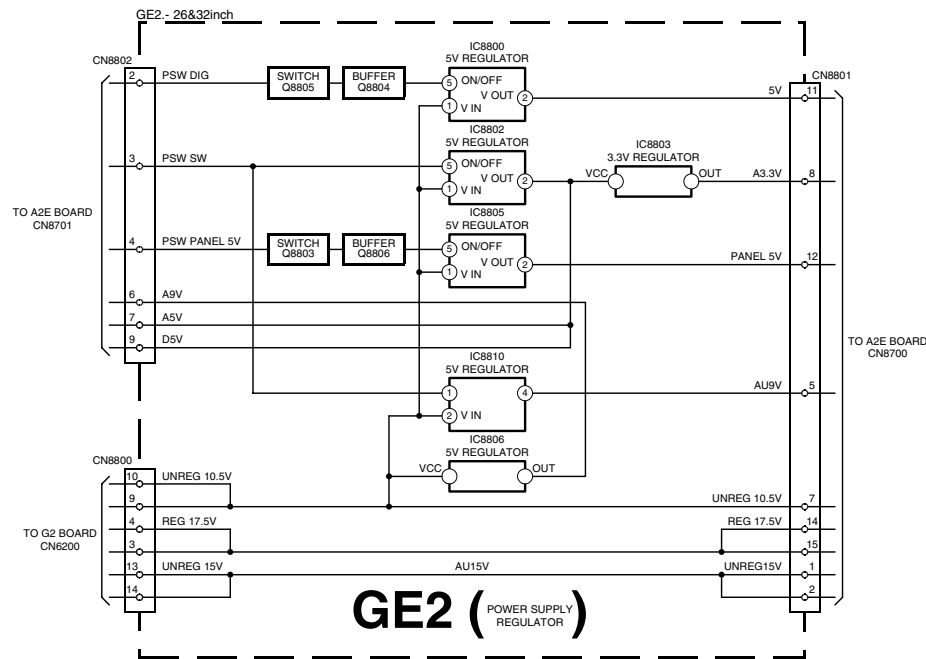 GE2.- 26&32inch
CN8802
2 PSW DIG
SWITCH
Q8805
BUFFER
Q8804
IC8800
5V REGULATOR
5 ON/OFF
V OUT 2
1 V IN
5V
11
CN8801
3 PSW SW
IC8802
5V REGULATOR
5 ON/OFF
V OUT 2
1 V IN
IC8803
3.3V REGULATOR
VCC
OUT
A3.3V
8
TO A2E BOARD
CN8701
4 PSW PANEL 5V
SWITCH
Q8803
BUFFER
Q8806
IC8805
5V REGULATOR
5 ON/OFF
V OUT 2
1 V IN
PANEL 5V
12
6 A9V
7 A5V
9 D5V
TO A2E BOARD
CN8700
IC8810
5V REGULATOR
1
4
2 V IN
AU9V
5
IC8806
5V REGULATOR
VCC
OUT
CN8800
10 UNREG 10.5V
9
UNREG 10.5V
7
4 REG 17.5V
REG 17.5V
14
TO G2 BOARD
CN6200
3
15
13 UNREG 15V
AU15V
UNREG15V
1
14
2
GE2 (POWER SUPPLY
REGULATOR)